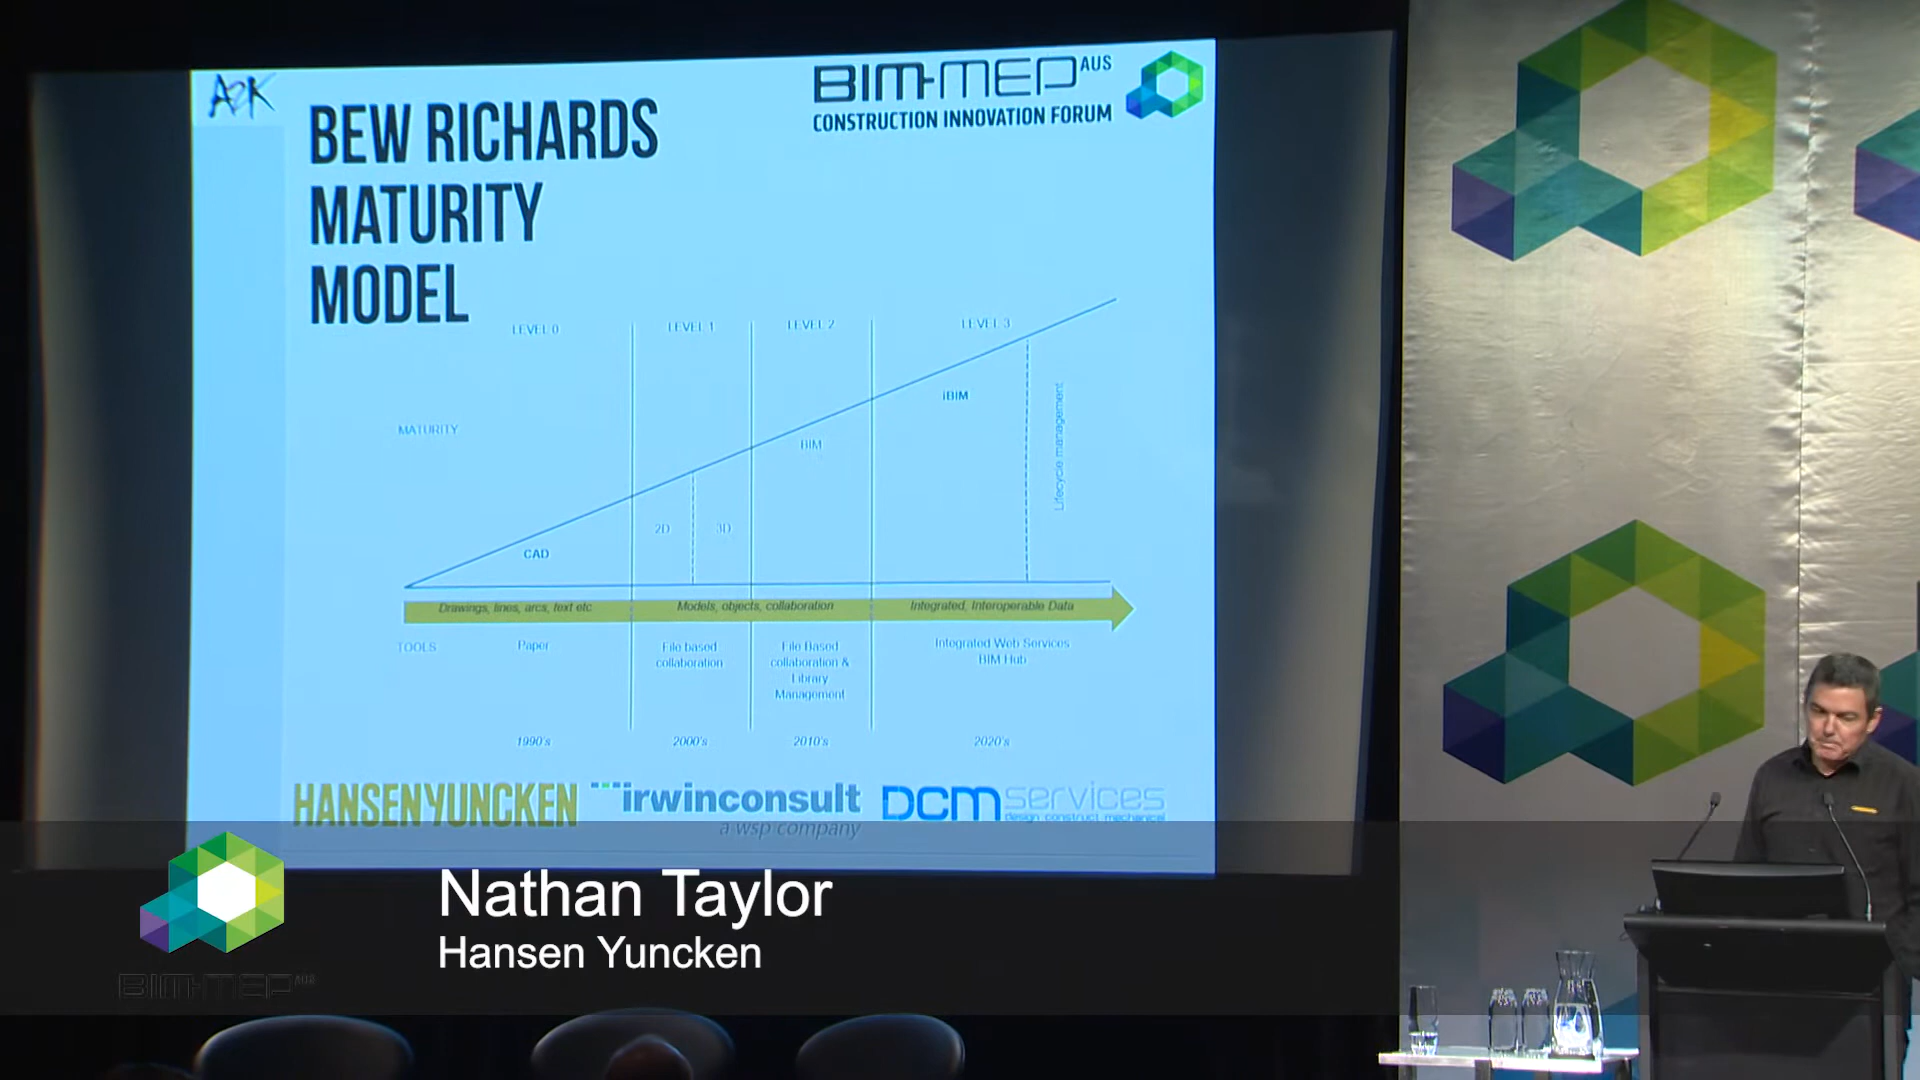 A2K
BEW RICHARDS
MATURITY
MODEL
BIM-MEP AUS
CONSTRUCTION INNOVATION FORUM
LEVEL 0
LEVEL 1
LEVEL 2
LEVEL 3
MATURITY
CAD
2D
3D
BIM
iBIM
Lifecycle management
Drawings, lines, arcs, text etc
Models, objects, collaboration
Integrated, Interoperable Data
TOOLS
Paper
File based
collaboration
File Based
collaboration &
Library
Management
Integrated Web Services
BIM Hub
1990's
2000's
2010's
2020's
HANSENYUNCKEN
irwinconsult
a wsp company
DCM services
design construct mechanical
Nathan Taylor
Hansen Yuncken
BIM-MEP AUS